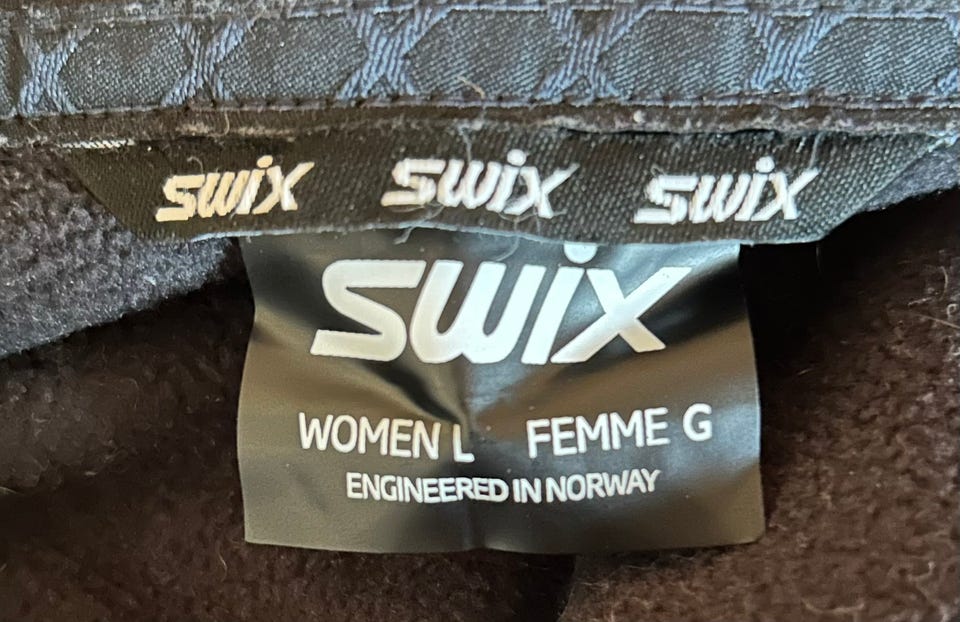 swix swix swix
swix
WOMEN L FEMME G
ENGINEERED IN NORWAY